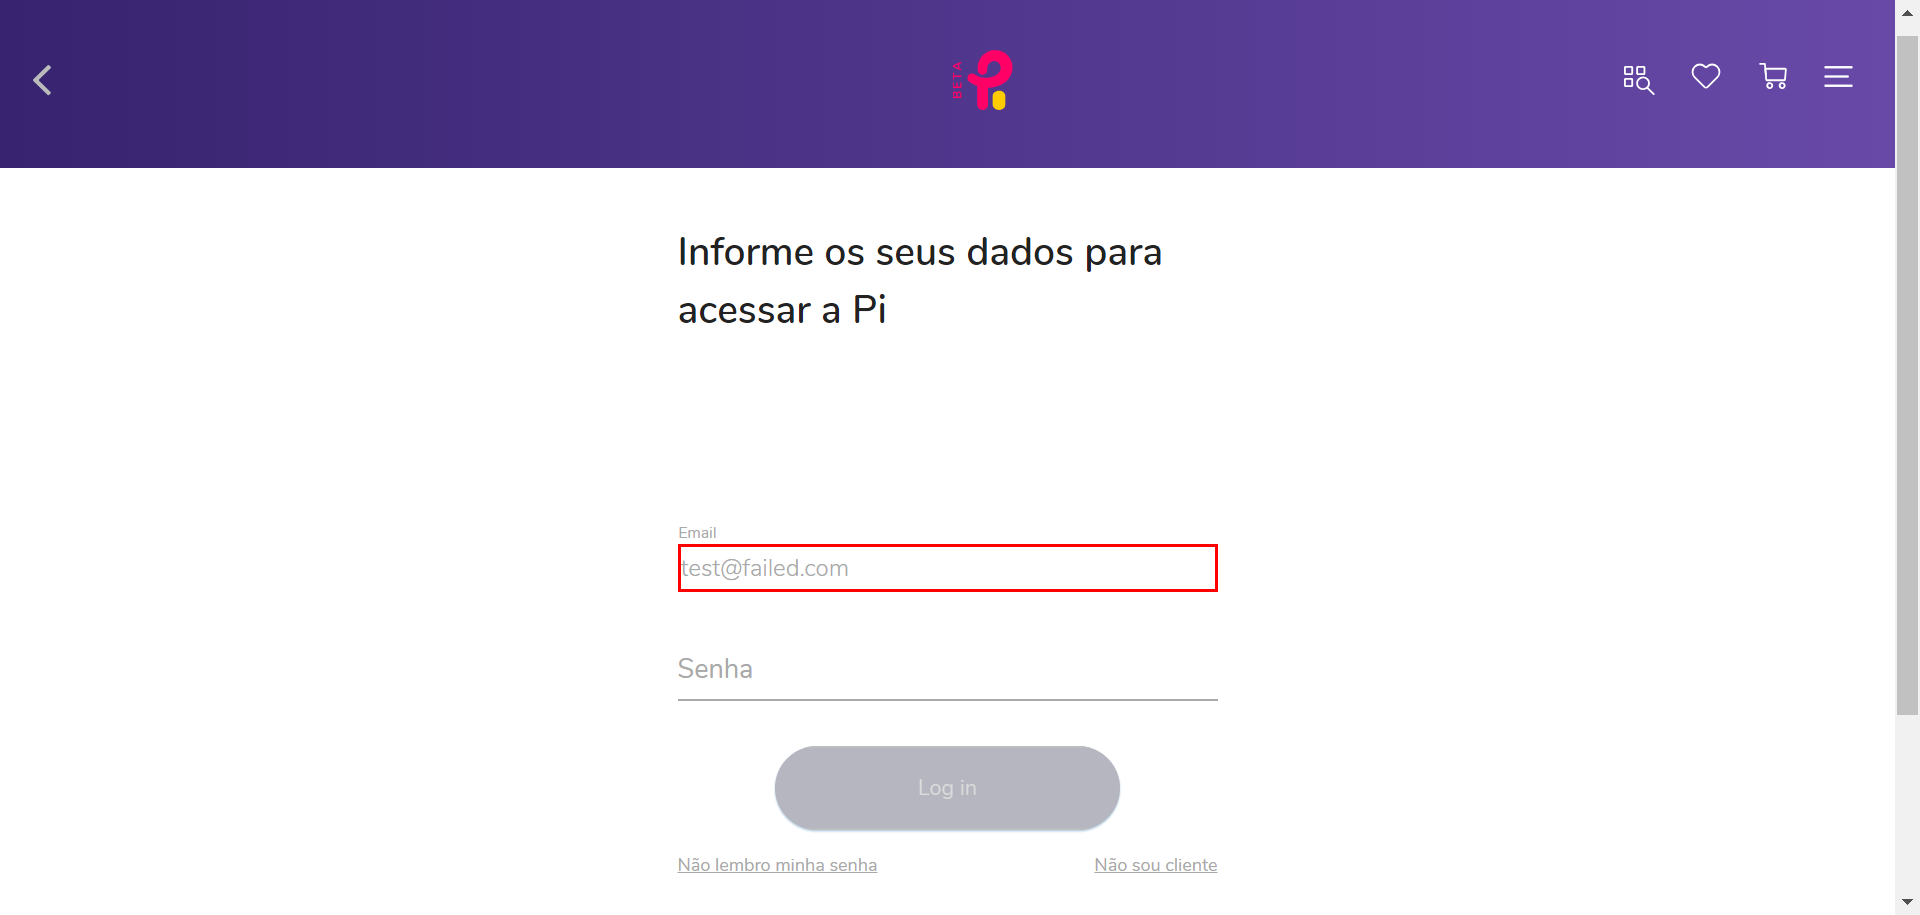 BETA
Informe os seus dados para
acessar a Pi
Email
test@failed.com
Senha
Log in
Não lembro minha senha
Não sou cliente